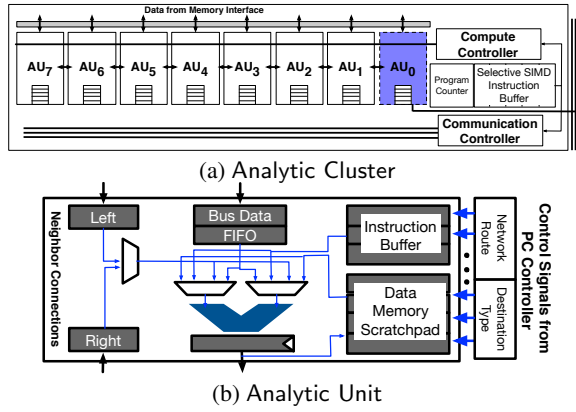 Data from Memory Interface
AU7 AU6 AU5 AU4 AU3 AU2 AU1 AU0
Compute
Controller
Program
Counter
Selective SIMD
Instruction
Buffer
Communication
Controller
(a) Analytic Cluster
Neighbor Connections
Left
Right
Bus Data
FIFO
Instruction
Buffer
Data
Memory
Scratchpad
Network
Route
Destination
Type
Control Signals from
PC Controller
(b) Analytic Unit